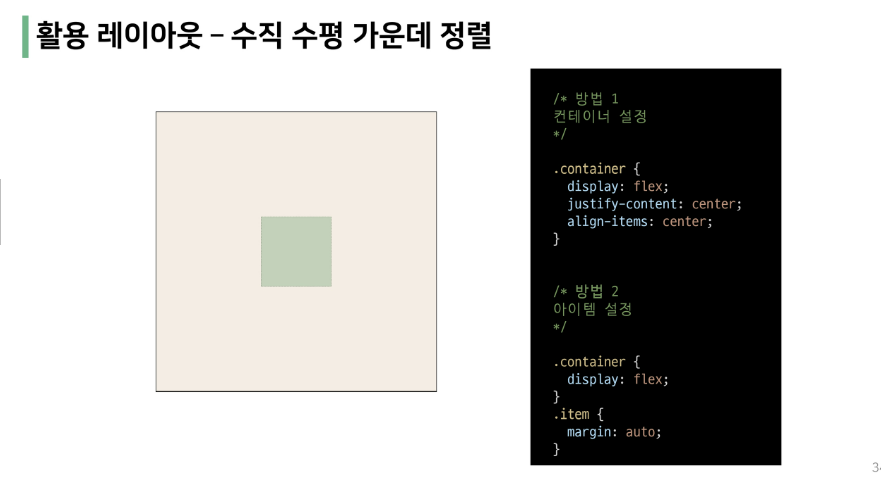 활용 레이아웃 – 수직 수평 가운데 정렬
/* 방법 1
컨테이너 설정
*/
.container {
  display: flex;
  justify-content: center;
  align-items: center;
}
/* 방법 2
아이템 설정
*/
.container {
  display: flex;
}
.item {
  margin: auto;
}